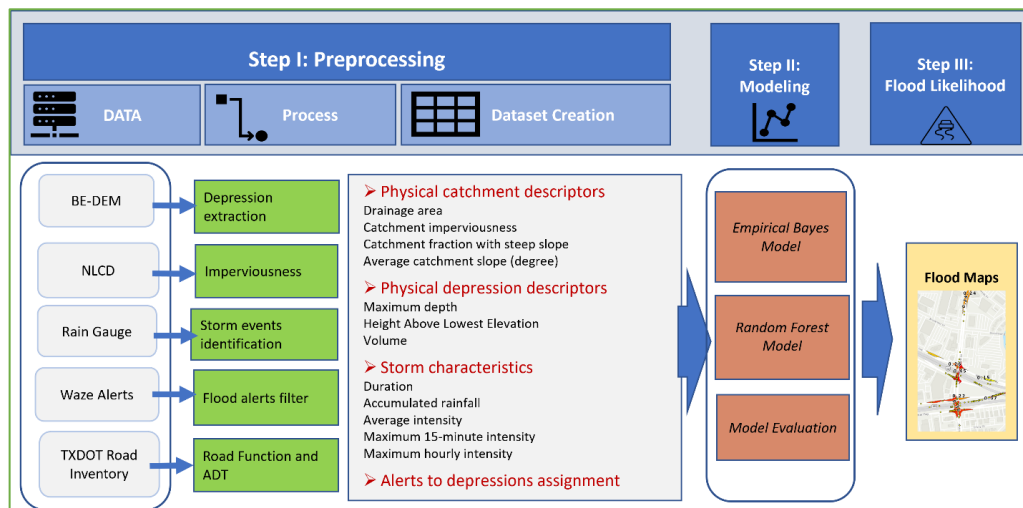 Step I: Preprocessing
Step II:
Modeling
Step III:
Flood Likelihood
DATA
Process
Dataset Creation
BE-DEM
Depression
extraction
NLCD
Imperviousness
Rain Gauge
Storm events
identification
Waze Alerts
Flood alerts filter
TXDOT Road
Inventory
Road Function and
ADT
➢ Physical catchment descriptors
Drainage area
Catchment imperviousness
Catchment fraction with steep slope
Average catchment slope (degree)
➢ Physical depression descriptors
Maximum depth
Height Above Lowest Elevation
Volume
➢ Storm characteristics
Duration
Accumulated rainfall
Average intensity
Maximum 15-minute intensity
Maximum hourly intensity
➢ Alerts to depressions assignment
Empirical Bayes
Model
Random Forest
Model
Model Evaluation
Flood Maps